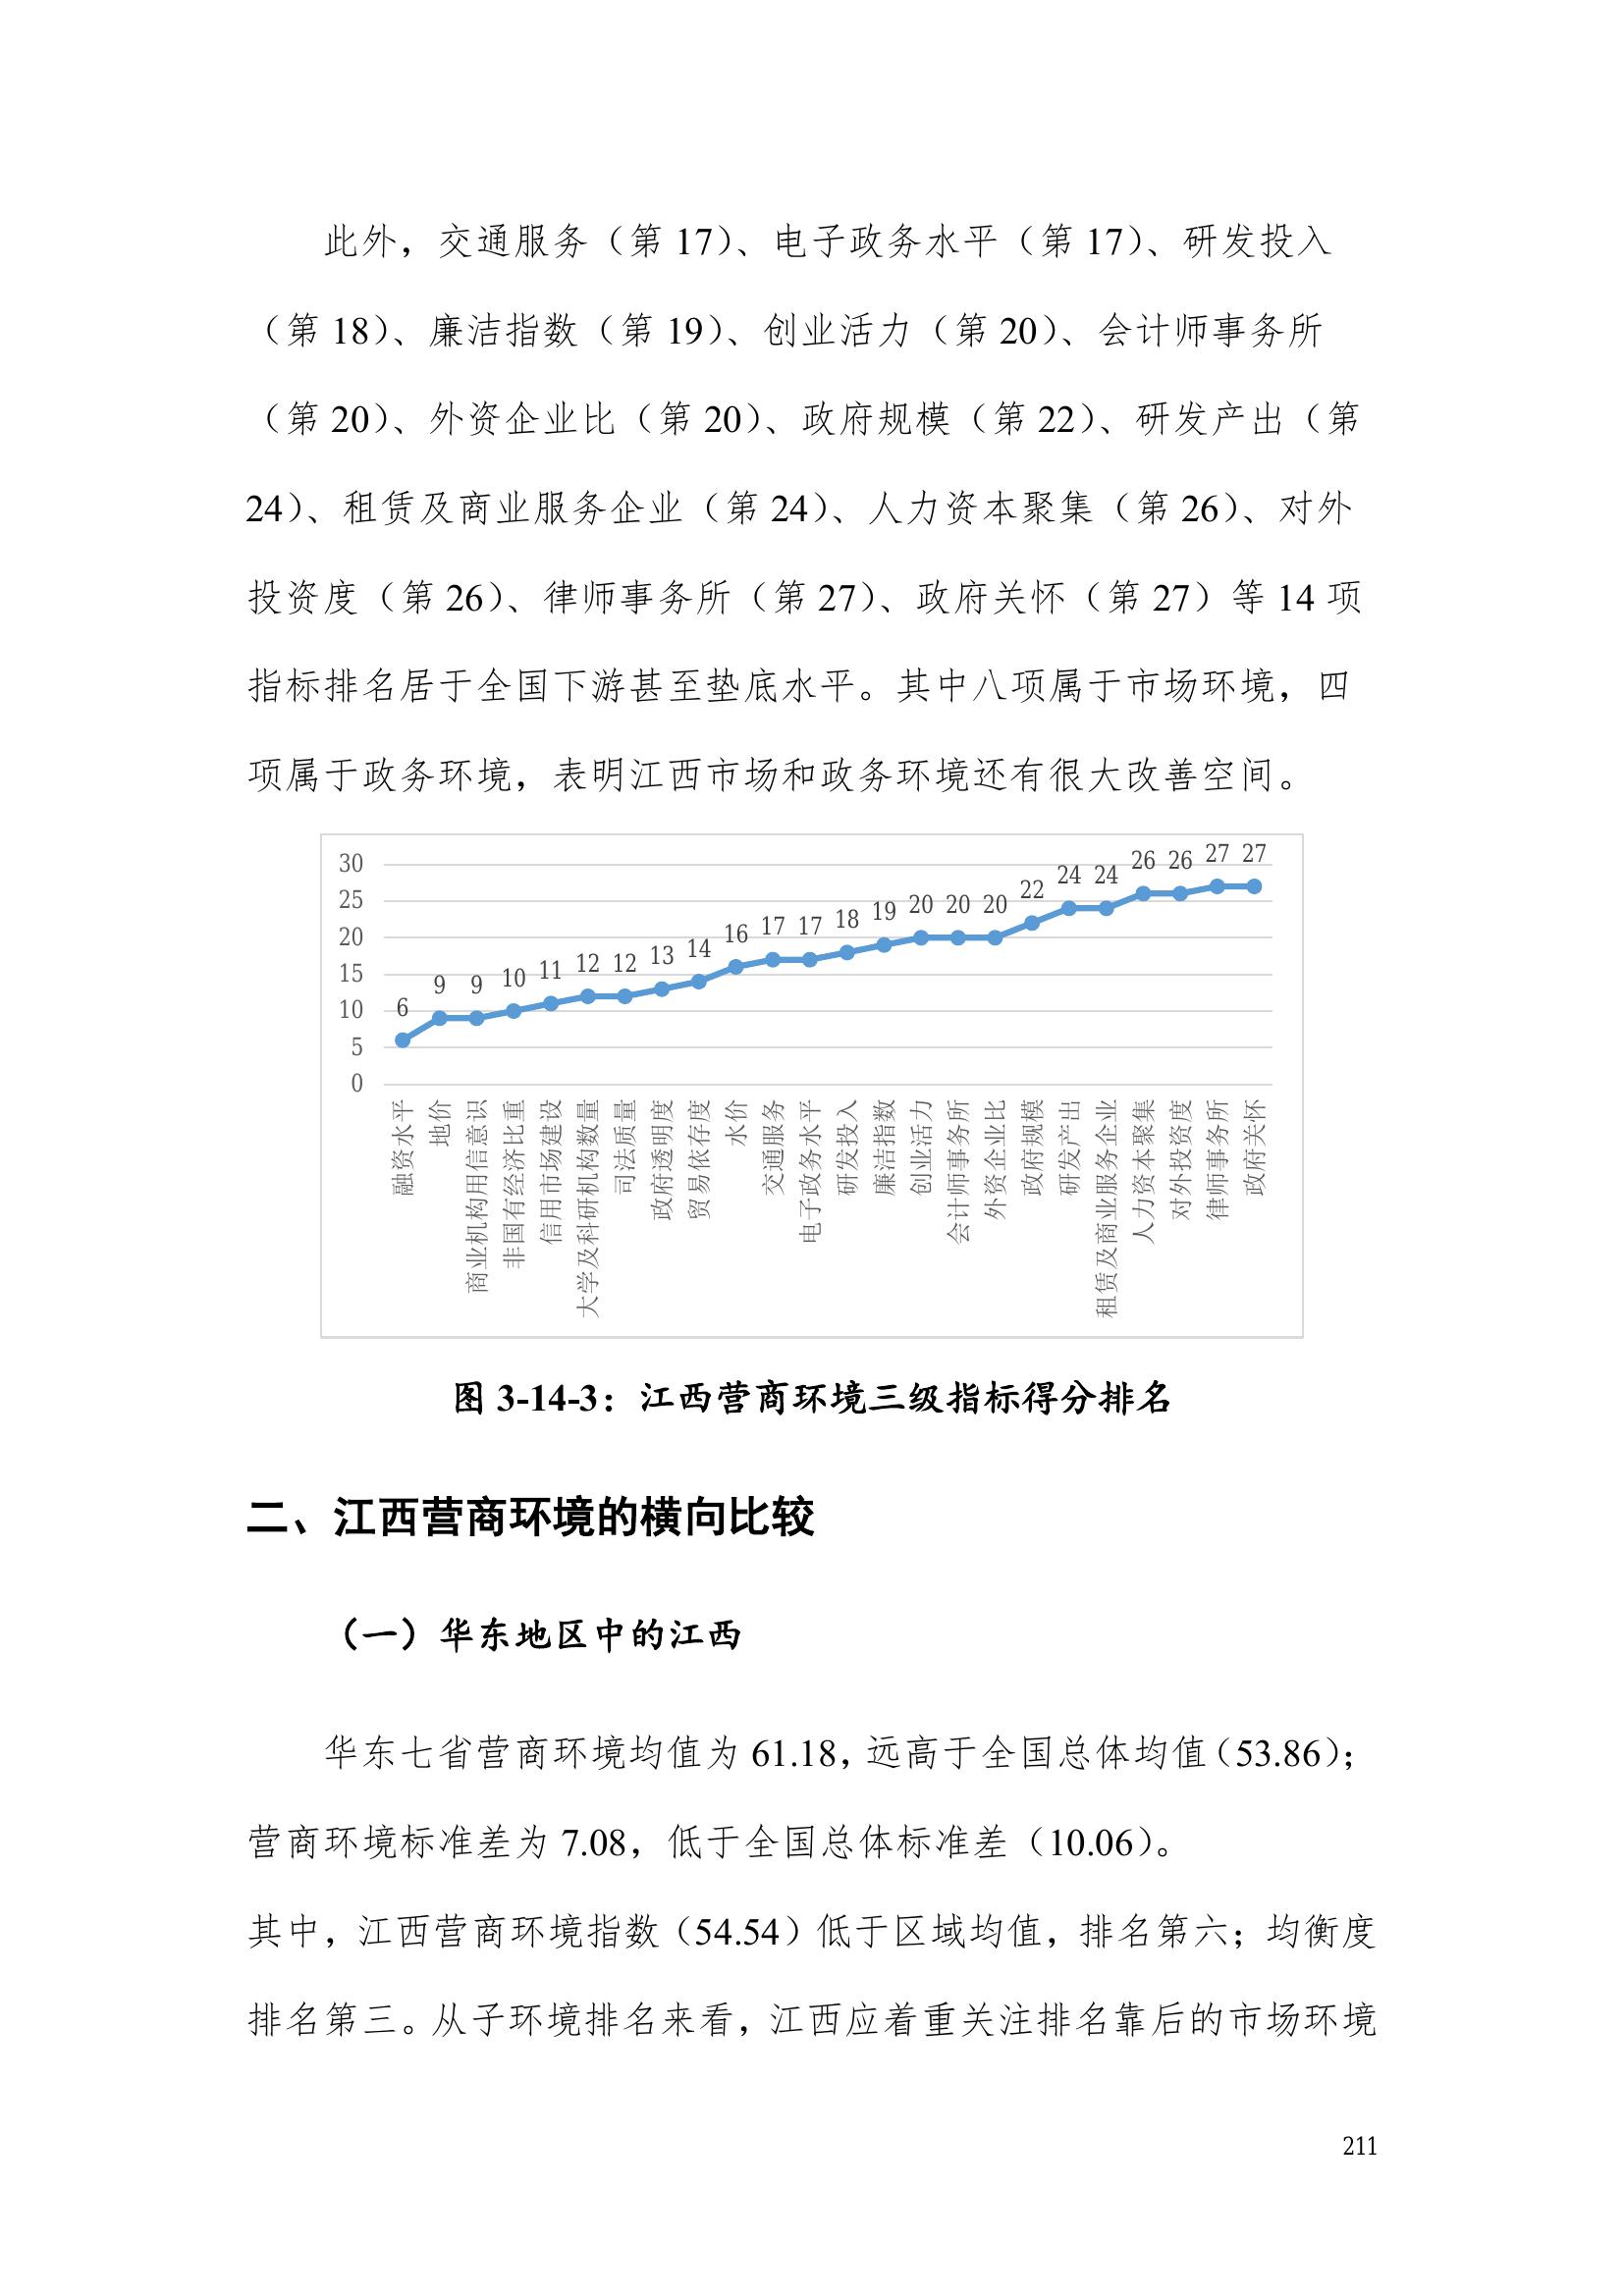 此外，交通服务（第 17）、电子政务水平（第 17）、研发投入
（第 18）、廉洁指数（第 19）、创业活力（第 20）、会计师事务所
（第 20）、外资企业比（第 20）、政府规模（第 22）、研发产出（第
24）、租赁及商业服务企业（第 24）、人力资本聚集（第 26）、对外
投资度（第 26）、律师事务所（第 27）、政府关怀（第 27）等 14 项
指标排名居于全国下游甚至垫底水平。其中八项属于市场环境，四
项属于政务环境，表明江西市场和政务环境还有很大改善空间。
30
25
20
15
10
5
0
6
9
9
10
11
12
12
13
14
16
17
17
18
19
20
20
20
22
24
24
26
26
27
27
融资水平
地价
商业机构用信意识
非国有经济比重
信用市场建设
大学及科研机构数量
司法质量
政府透明度
贸易依存度
水价
交通服务
电子政务水平
研发投入
廉洁指数
创业活力
会计师事务所
外资企业比
政府规模
研发产出
租赁及商业服务企业
人力资本聚集
对外投资度
律师事务所
政府关怀
图 3-14-3：江西营商环境三级指标得分排名
二、江西营商环境的横向比较
（一）华东地区中的江西
华东七省营商环境均值为 61.18，远高于全国总体均值（53.86）；
营商环境标准差为 7.08，低于全国总体标准差（10.06）。
其中，江西营商环境指数（54.54）低于区域均值，排名第六；均衡度
排名第三。从子环境排名来看，江西应着重关注排名靠后的市场环境
211